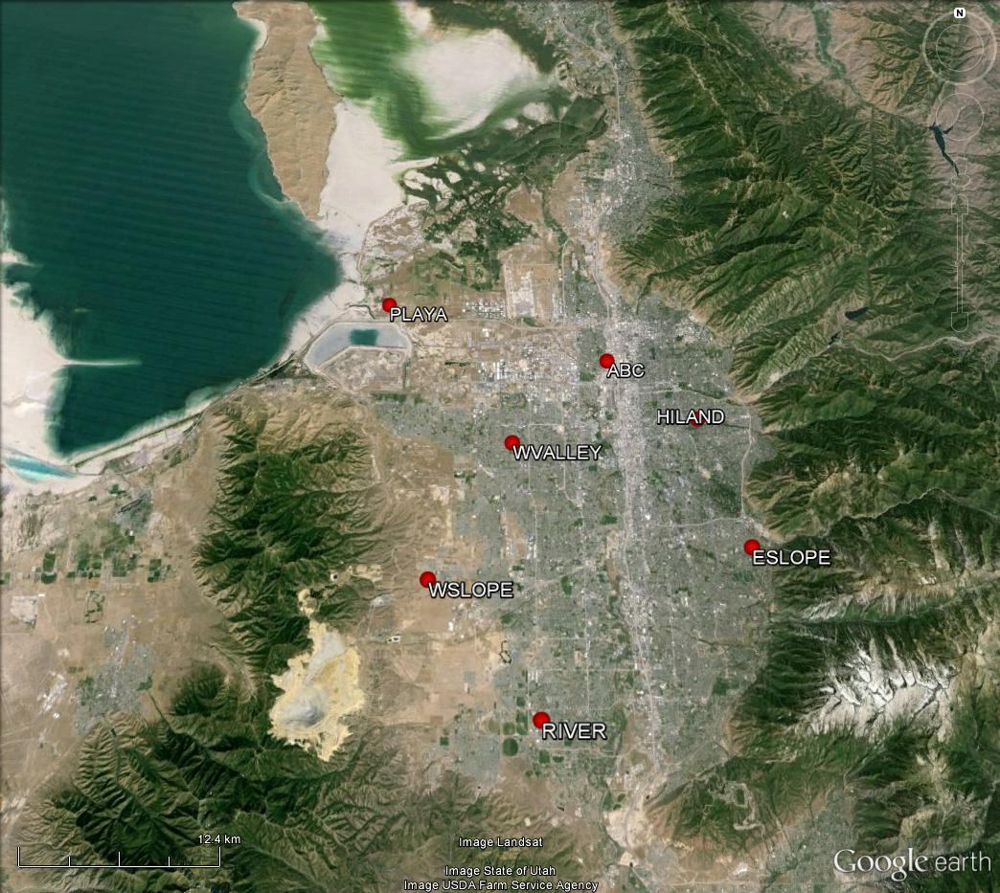 N
PLAYA
ABC
HILAND
WVALLEY
ESLOPE
WSLOPE
RIVER
12.4 km
Image Landsat
Image State of Utah
Image USDA Farm Service Agency
Google earth